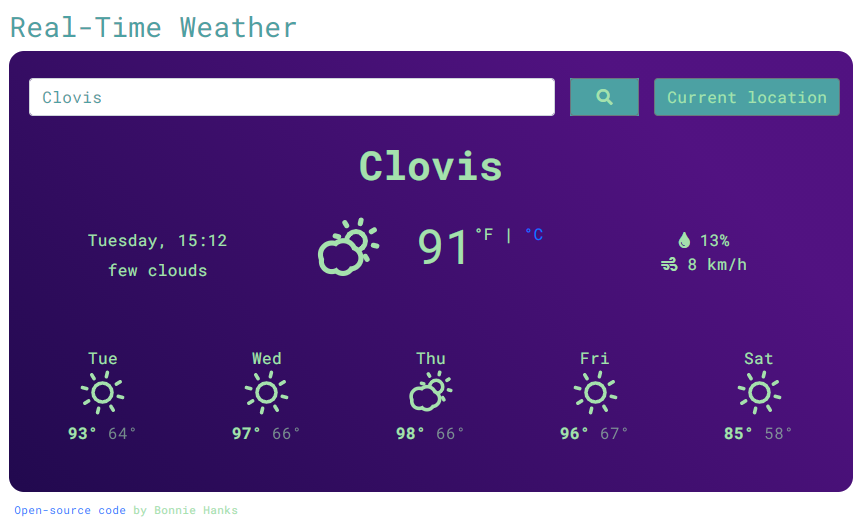 Real-Time Weather
Clovis
Current location
Clovis
Tuesday, 15:12
few clouds
91°F | °C
13%
8 km/h
Tue Wed Thu Fri Sat
93° 64° 97° 66° 98° 66° 96° 67° 85° 58°
Open-source code by Bonnie Hanks